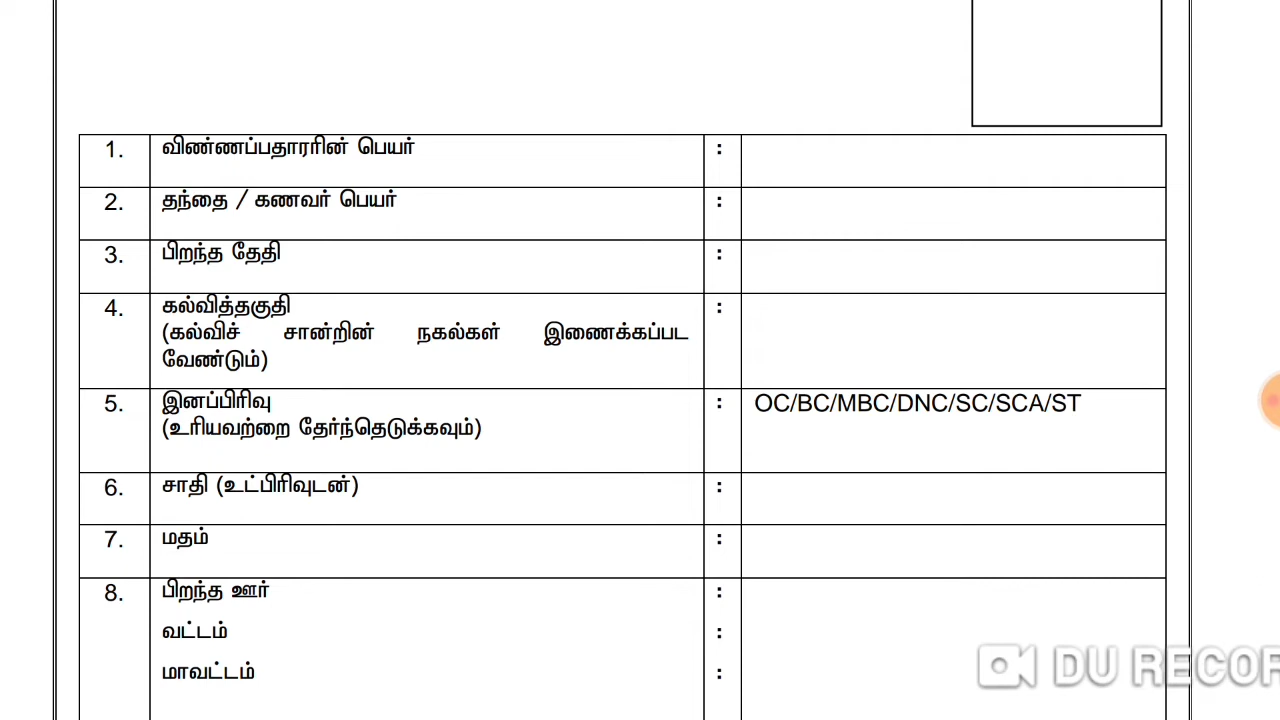 1. விண்ணப்பதாரரின் பெயர் :
2. தந்தை / கணவர் பெயர் :
3. பிறந்த தேதி :
4. கல்வித்தகுதி :
(கல்விச் சான்றின் நகல்கள் இணைக்கப்பட
வேண்டும்)
5. இனப்பிரிவு : OC/BC/MBC/DNC/SC/SCA/ST
(உரியவற்றை தேர்ந்தெடுக்கவும்)
6. சாதி (உட்பிரிவுடன்) :
7. மதம் :
8. பிறந்த ஊர் :
வட்டம் :
மாவட்டம் :
DU RECOR